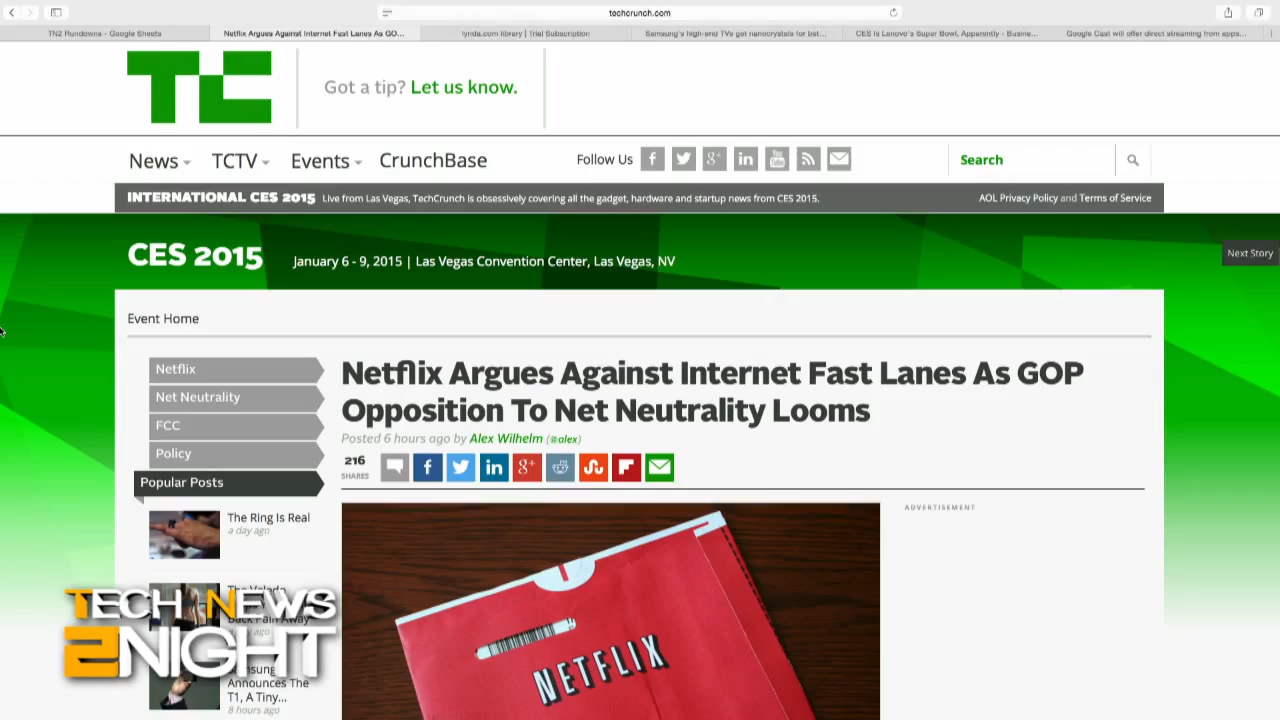 techcrunch.com
TN2 Rundowns - Google Sheets
Netflix Argues Against Internet Fast Lanes As GO...
lynda.com library | Trial Subscription
Samsung's high-end TVs get nanocrystals for bet...
CES Is Lenovo's Super Bowl, Apparently - Busine...
Google Cast will offer direct streaming from apps...
TC
Got a tip? Let us know.
News
TCTV
Events
CrunchBase
Follow Us
Search
INTERNATIONAL CES 2015 Live from Las Vegas, TechCrunch is obsessively covering all the gadget, hardware and startup news from CES 2015.
AOL Privacy Policy and Terms of Service
CES 2015
January 6 - 9, 2015 | Las Vegas Convention Center, Las Vegas, NV
Next Story
Event Home
Netflix
Net Neutrality
FCC
Policy
Popular Posts
The Ring Is Real
a day ago
Back Pain Away
ago
Announces The
T1, A Tiny...
8 hours ago
Netflix Argues Against Internet Fast Lanes As GOP
Opposition To Net Neutrality Looms
Posted 6 hours ago by Alex Wilhelm (@alex)
216
SHARES
ADVERTISEMENT
NETFLIX
TECH NEWS
2NIGHT